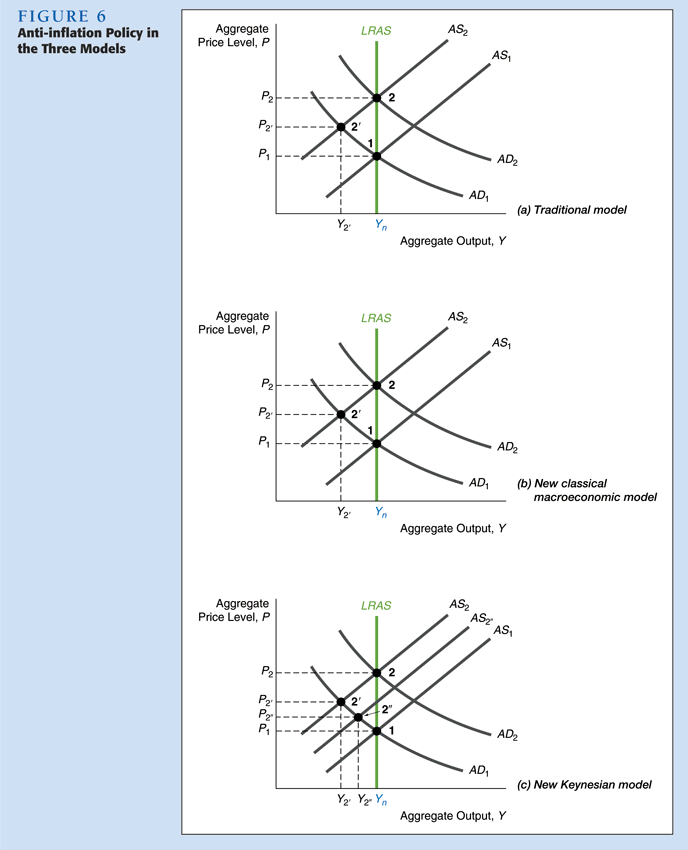 FIGURE 6
Anti-inflation Policy in
the Three Models
Aggregate
Price Level, P
LRAS
AS2
AS1
P2
2
P2′
2′
1
P1
AD2
AD1
(a) Traditional model
Y2′
Yn
Aggregate Output, Y
Aggregate
Price Level, P
LRAS
AS2
AS1
P2
2
P2′
2′
1
P1
AD2
AD1
(b) New classical
macroeconomic model
Y2′
Yn
Aggregate Output, Y
Aggregate
Price Level, P
LRAS
AS2
AS2″
AS1
P2
2
P2′
2′
2″
P2″
P1
1
AD2
AD1
(c) New Keynesian model
Y2′
Y2″
Yn
Aggregate Output, Y